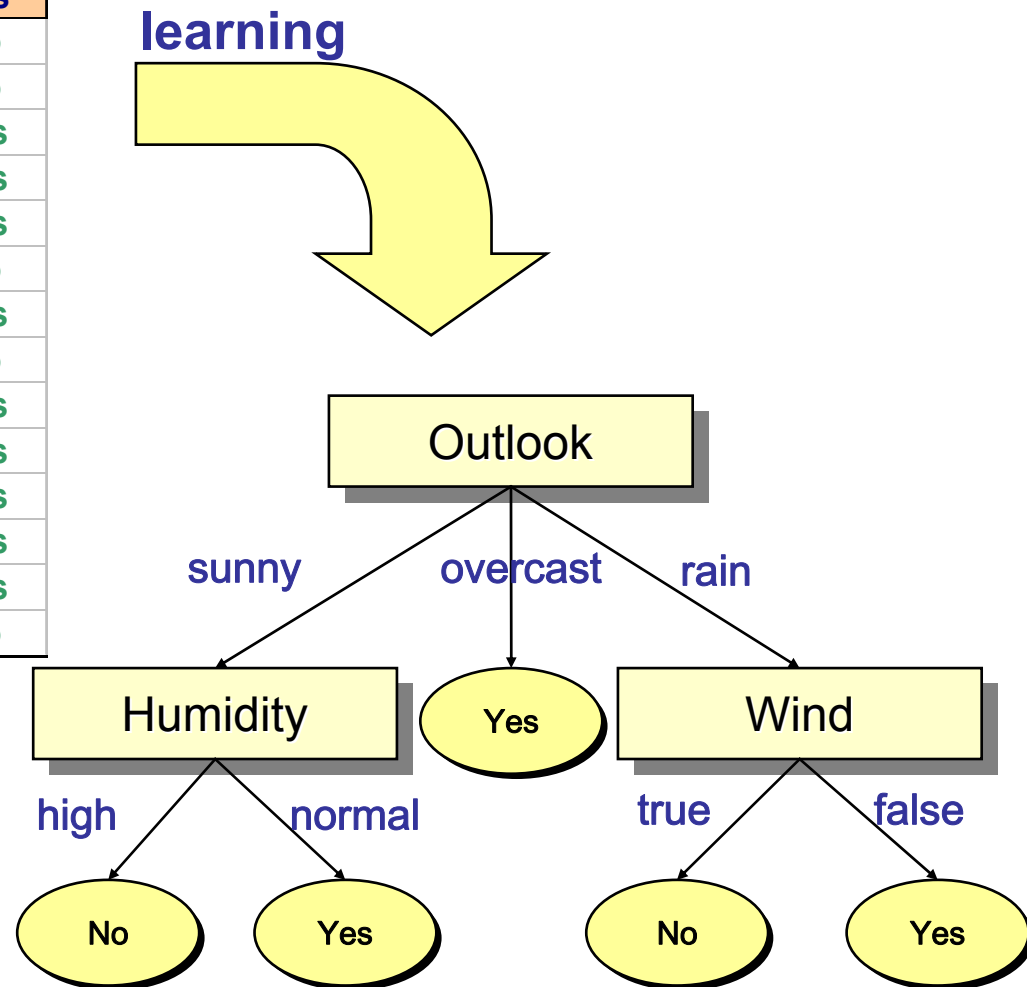 learning
Outlook
sunny overcast rain
Humidity Yes Wind
high normal true false
No Yes No Yes